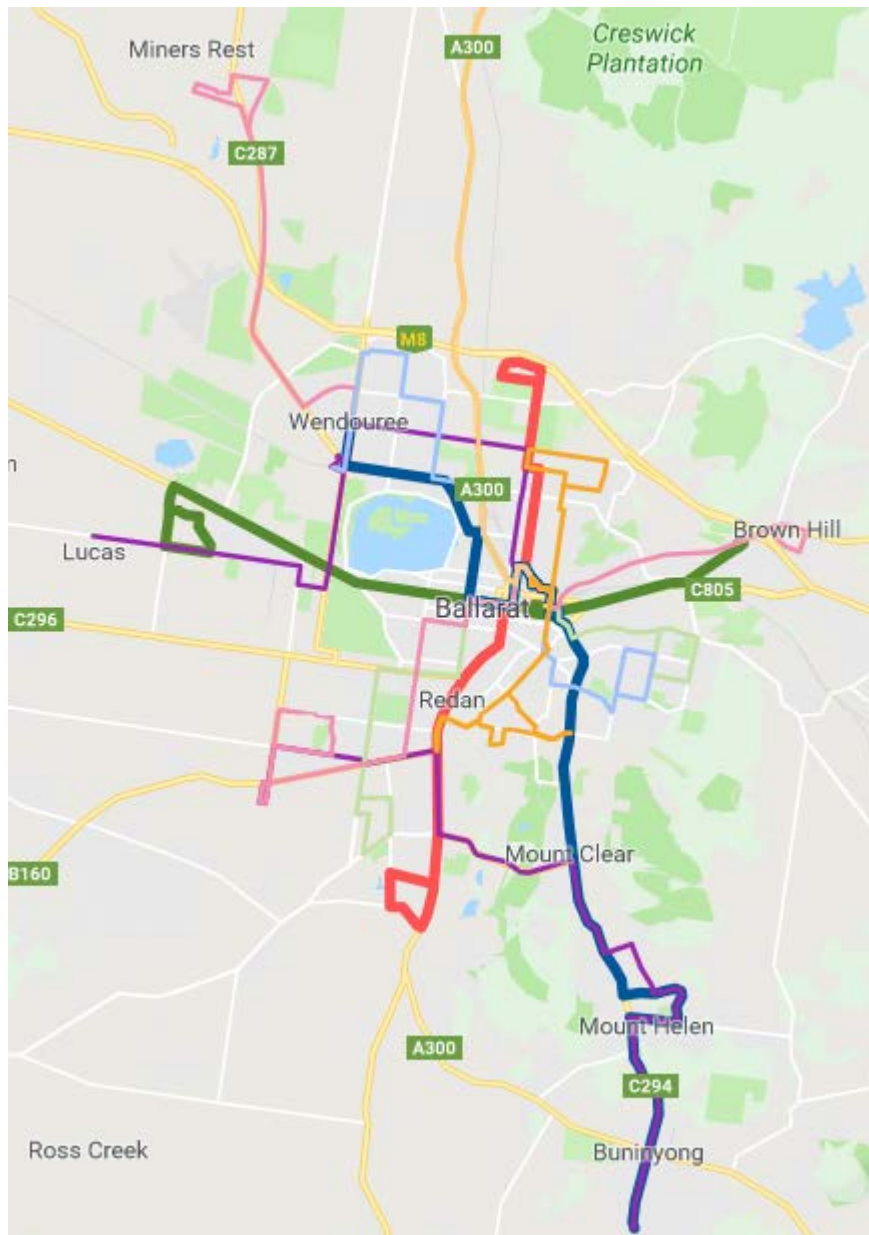 Miners Rest
A300
Creswick
Plantation
C287
M8
Wendouree
A300
n
Lucas
Brown Hill
C805
Ballarat
C296
Redan
Mount Clear
B160
Mount Helen
A300
C294
Ross Creek
Buninyong